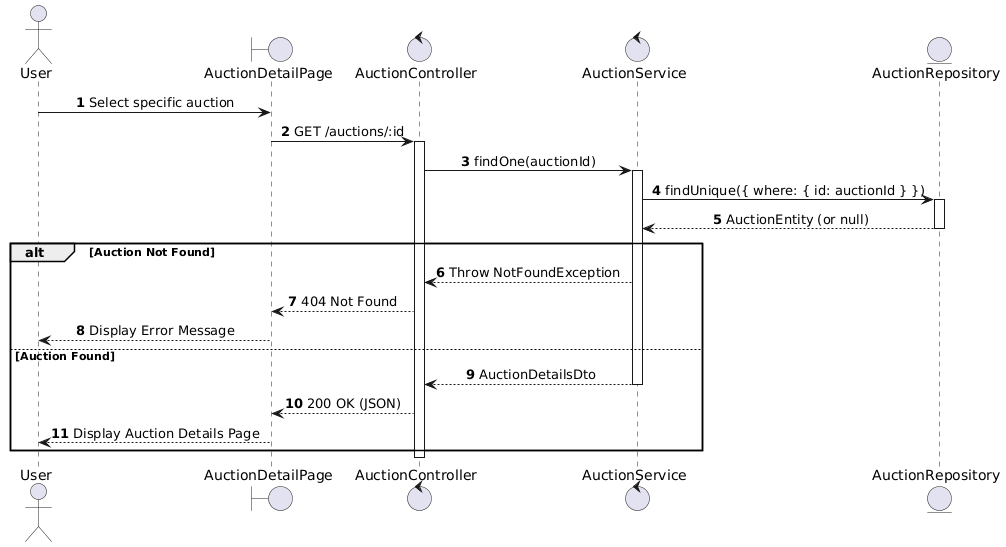 User
AuctionDetailPage
AuctionController
AuctionService
AuctionRepository
1 Select specific auction
2 GET /auctions/:id
3 findOne(auctionId)
4 findUnique({ where: { id: auctionId } })
5 AuctionEntity (or null)
alt [Auction Not Found]
6 Throw NotFoundException
7 404 Not Found
8 Display Error Message
[Auction Found]
9 AuctionDetailsDto
10 200 OK (JSON)
11 Display Auction Details Page
User
AuctionDetailPage
AuctionController
AuctionService
AuctionRepository